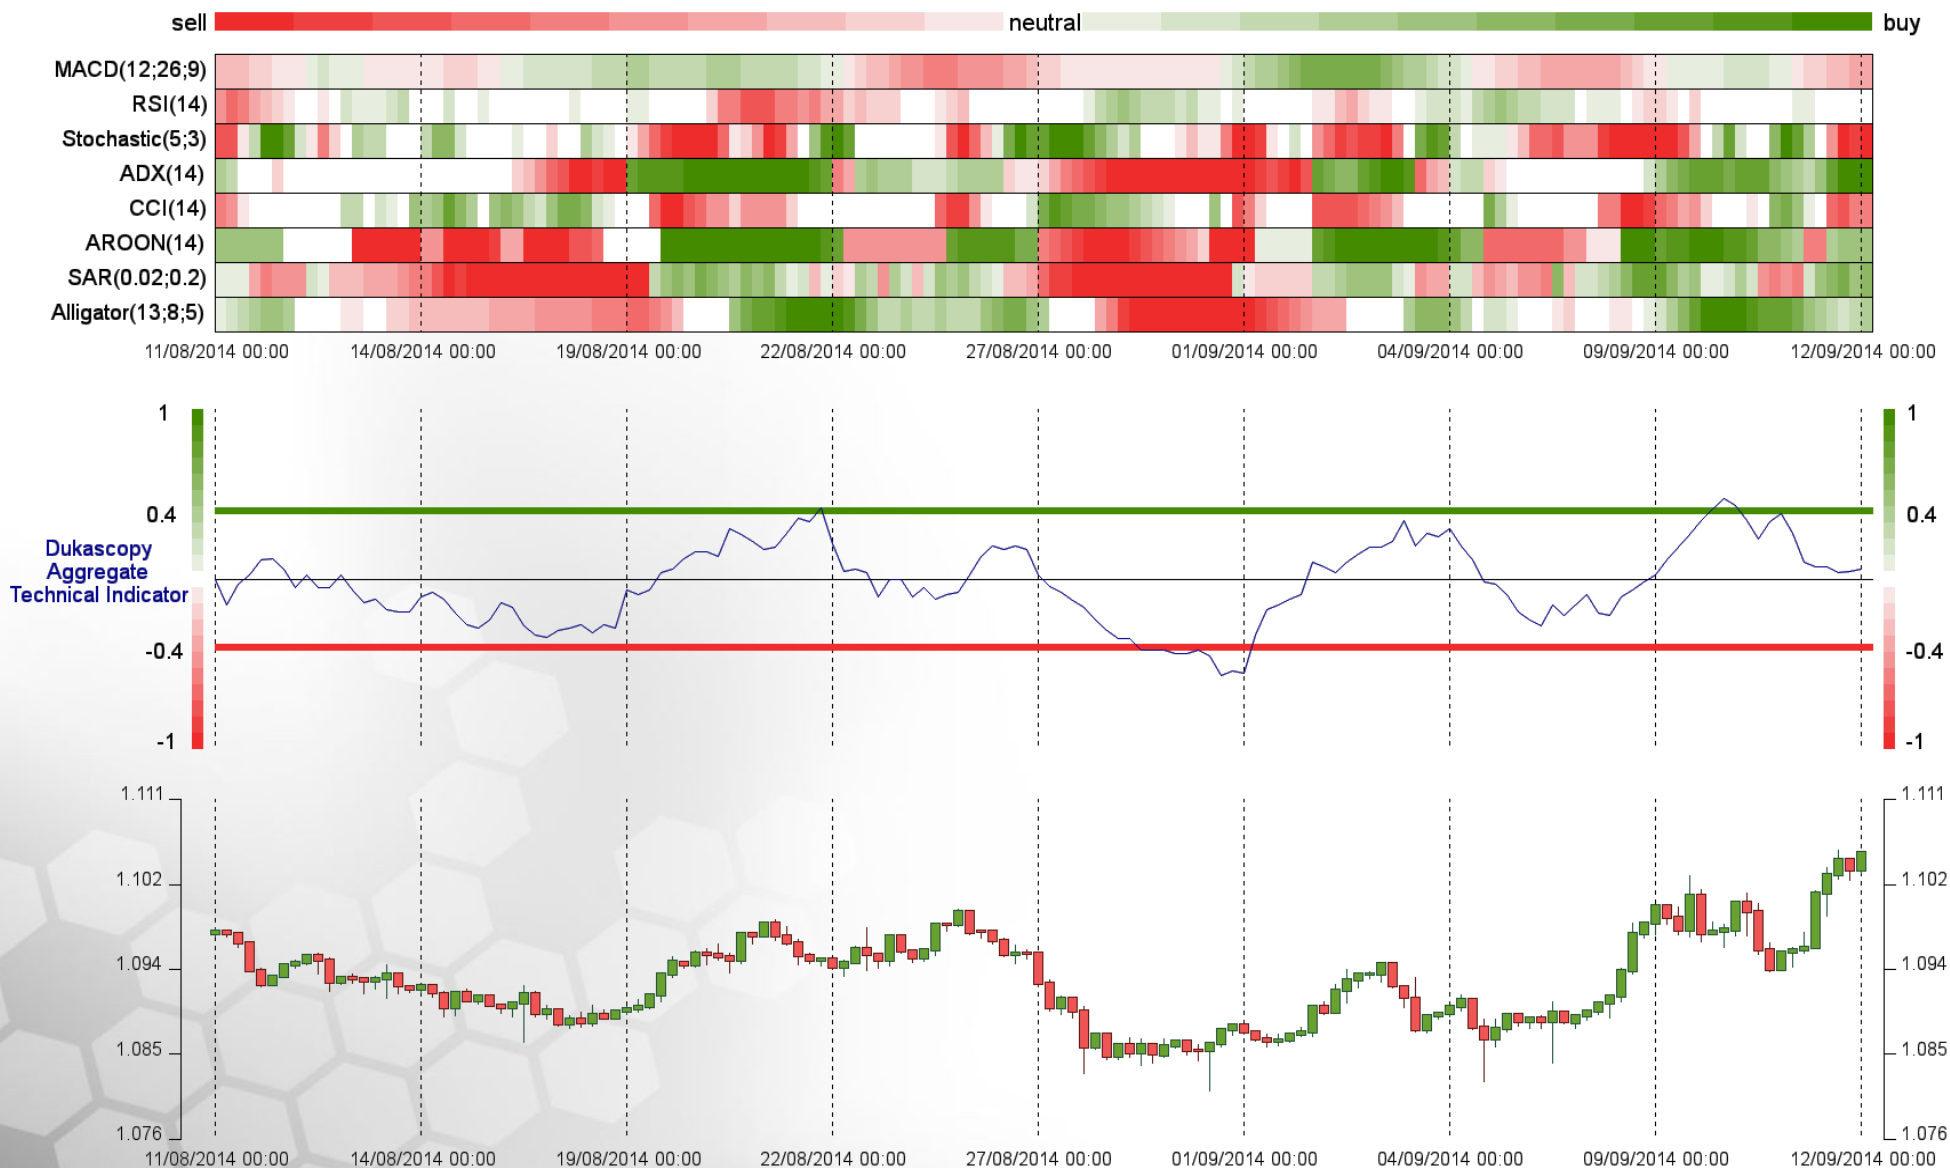 sell neutral buy
MACD(12;26;9)
RSI(14)
Stochastic(5;3)
ADX(14)
CCI(14)
AROON(14)
SAR(0.02;0.2)
Alligator(13;8;5)
11/08/2014 00:00 14/08/2014 00:00 19/08/2014 00:00 22/08/2014 00:00 27/08/2014 00:00 01/09/2014 00:00 04/09/2014 00:00 09/09/2014 00:00 12/09/2014 00:00
1 1
0.4 0.4
Dukascopy
Aggregate
Technical Indicator
-0.4 -0.4
-1 -1
1.111 1.111
1.102 1.102
1.094 1.094
1.085 1.085
1.076 1.076
11/08/2014 00:00 14/08/2014 00:00 19/08/2014 00:00 22/08/2014 00:00 27/08/2014 00:00 01/09/2014 00:00 04/09/2014 00:00 09/09/2014 00:00 12/09/2014 00:00